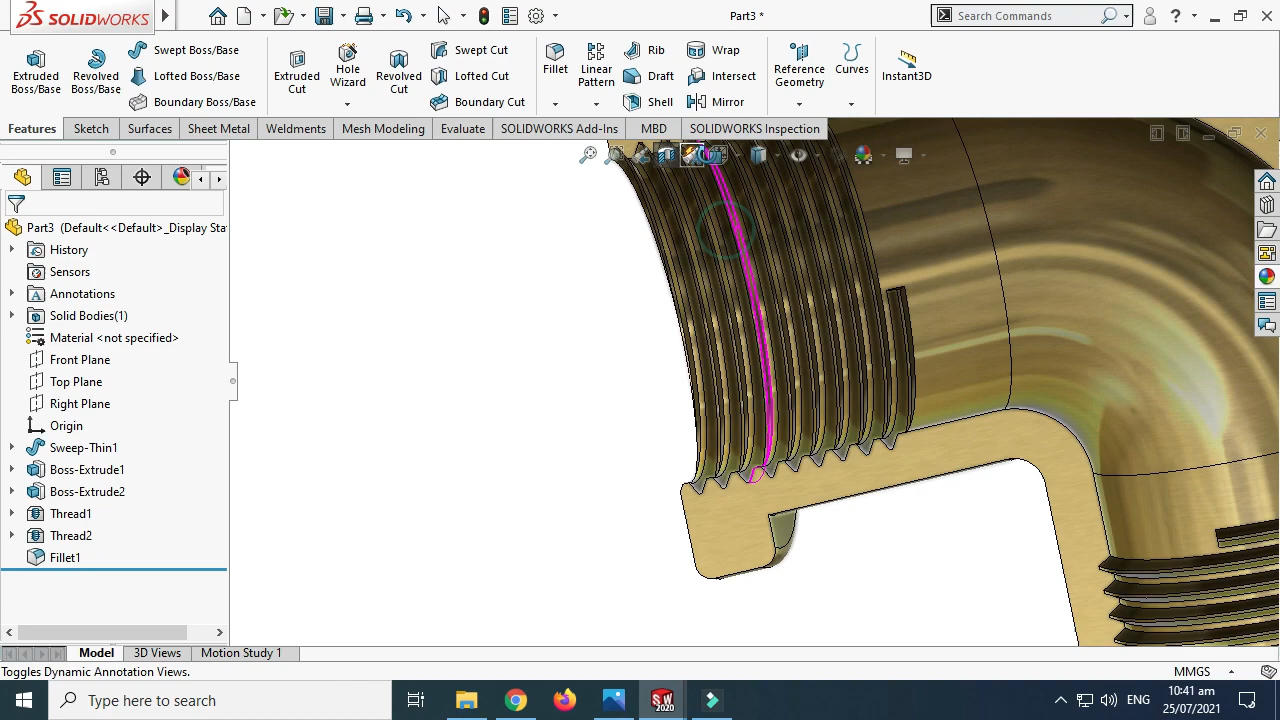 SOLIDWORKS
Part3 *
Search Commands
Extruded Boss/Base
Revolved Boss/Base
Swept Boss/Base
Lofted Boss/Base
Boundary Boss/Base
Extruded Cut
Hole Wizard
Revolved Cut
Swept Cut
Lofted Cut
Boundary Cut
Fillet
Linear Pattern
Rib
Draft
Shell
Wrap
Intersect
Mirror
Reference Geometry
Curves
Instant3D
Features
Sketch
Surfaces
Sheet Metal
Weldments
Mesh Modeling
Evaluate
SOLIDWORKS Add-Ins
MBD
SOLIDWORKS Inspection
Part3 (Default<<Default>_Display Sta
History
Sensors
Annotations
Solid Bodies(1)
Material <not specified>
Front Plane
Top Plane
Right Plane
Origin
Sweep-Thin1
Boss-Extrude1
Boss-Extrude2
Thread1
Thread2
Fillet1
Model
3D Views
Motion Study 1
Toggles Dynamic Annotation Views.
MMGS
Type here to search
SW
2020
ENG
10:41 am
25/07/2021